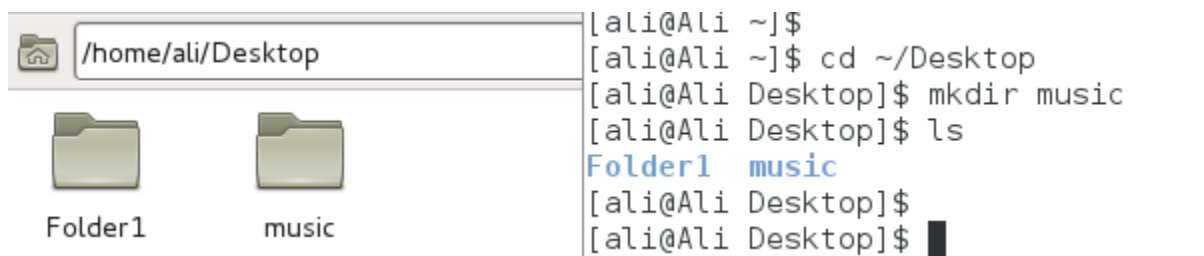 /home/ali/Desktop
Folder1
music
[ali@Ali ~]$
[ali@Ali ~]$ cd ~/Desktop
[ali@Ali Desktop]$ mkdir music
[ali@Ali Desktop]$ ls
Folder1  music
[ali@Ali Desktop]$
[ali@Ali Desktop]$